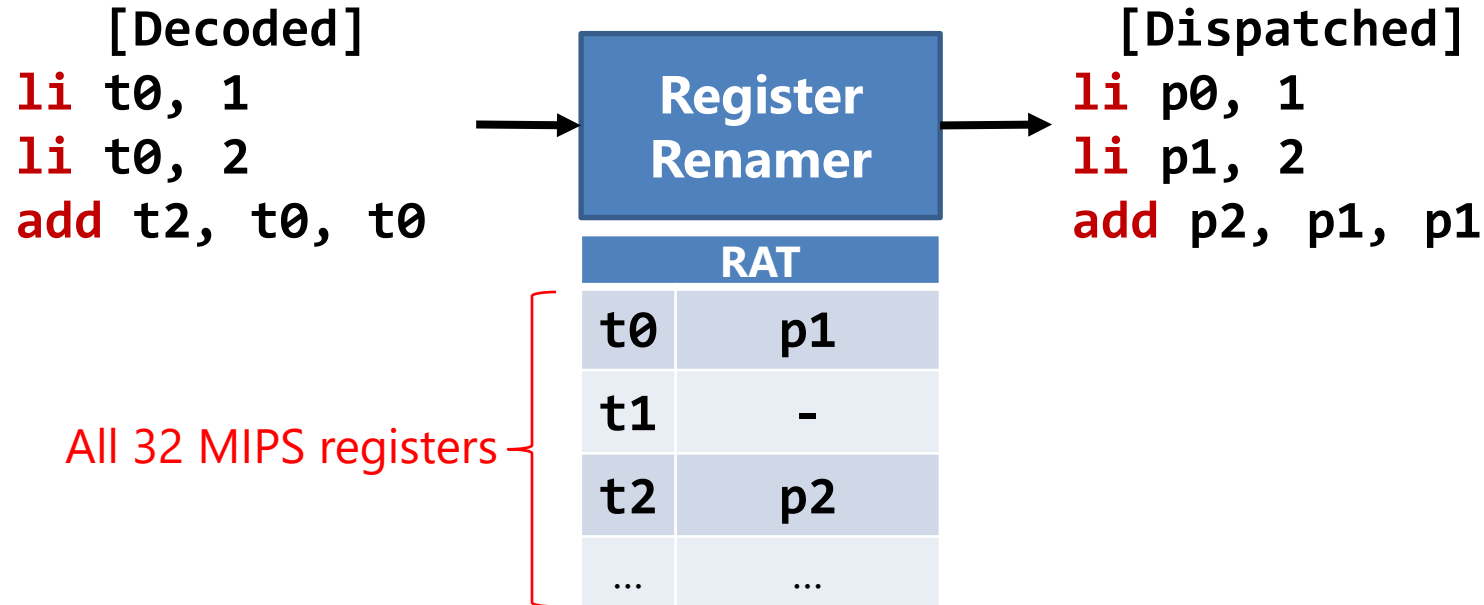 [Decoded]
li t0, 1
li t0, 2
add t2, t0, t0
Register
Renamer
[Dispatched]
li p0, 1
li p1, 2
add p2, p1, p1
RAT
t0 p1
t1 -
t2 p2
... ...
All 32 MIPS registers